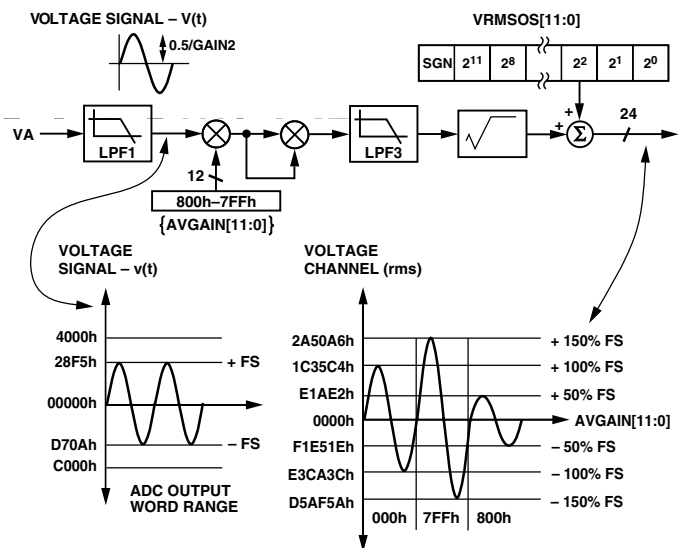 VOLTAGE SIGNAL – V(t)
0.5/GAIN2
VRMSOS[11:0]
SGN 2¹¹ 2⁸ 2² 2¹ 2⁰
VA
LPF1
LPF3
+
+
Σ
24
12
800h–7FFh
{AVGAIN[11:0]}
VOLTAGE
SIGNAL – v(t)
4000h
28F5h
+ FS
00000h
D70Ah
– FS
C000h
ADC OUTPUT
WORD RANGE
VOLTAGE
CHANNEL (rms)
2A50A6h
+ 150% FS
1C35C4h
+ 100% FS
E1AE2h
+ 50% FS
0000h
AVGAIN[11:0]
F1E51Eh
– 50% FS
E3CA3Ch
– 100% FS
D5AF5Ah
– 150% FS
000h 7FFh 800h